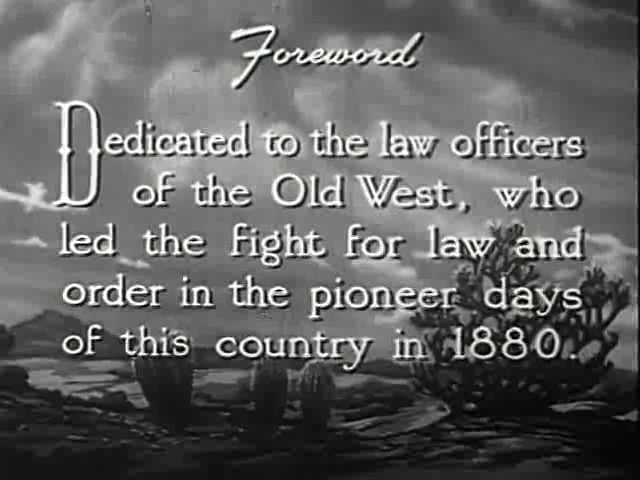 Foreword
Dedicated to the law officers
of the Old West, who
led the fight for law and
order in the pioneer days
of this country in 1880.